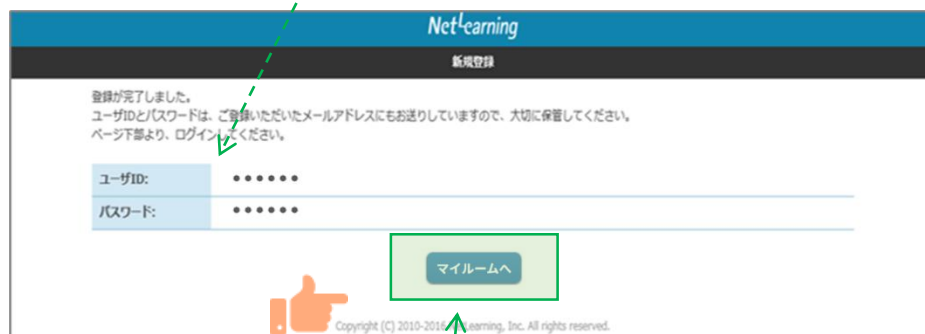 NetLearning
新規登録
登録が完了しました。
ユーザIDとパスワードは、ご登録いただいたメールアドレスにもお送りしていますので、大切に保管してください。
ページ下部より、ログインしてください。
ユーザID: ●●●●●●
パスワード: ●●●●●●
マイルームへ
Copyright (C) 2010-2016 NetLearning, Inc. All rights reserved.